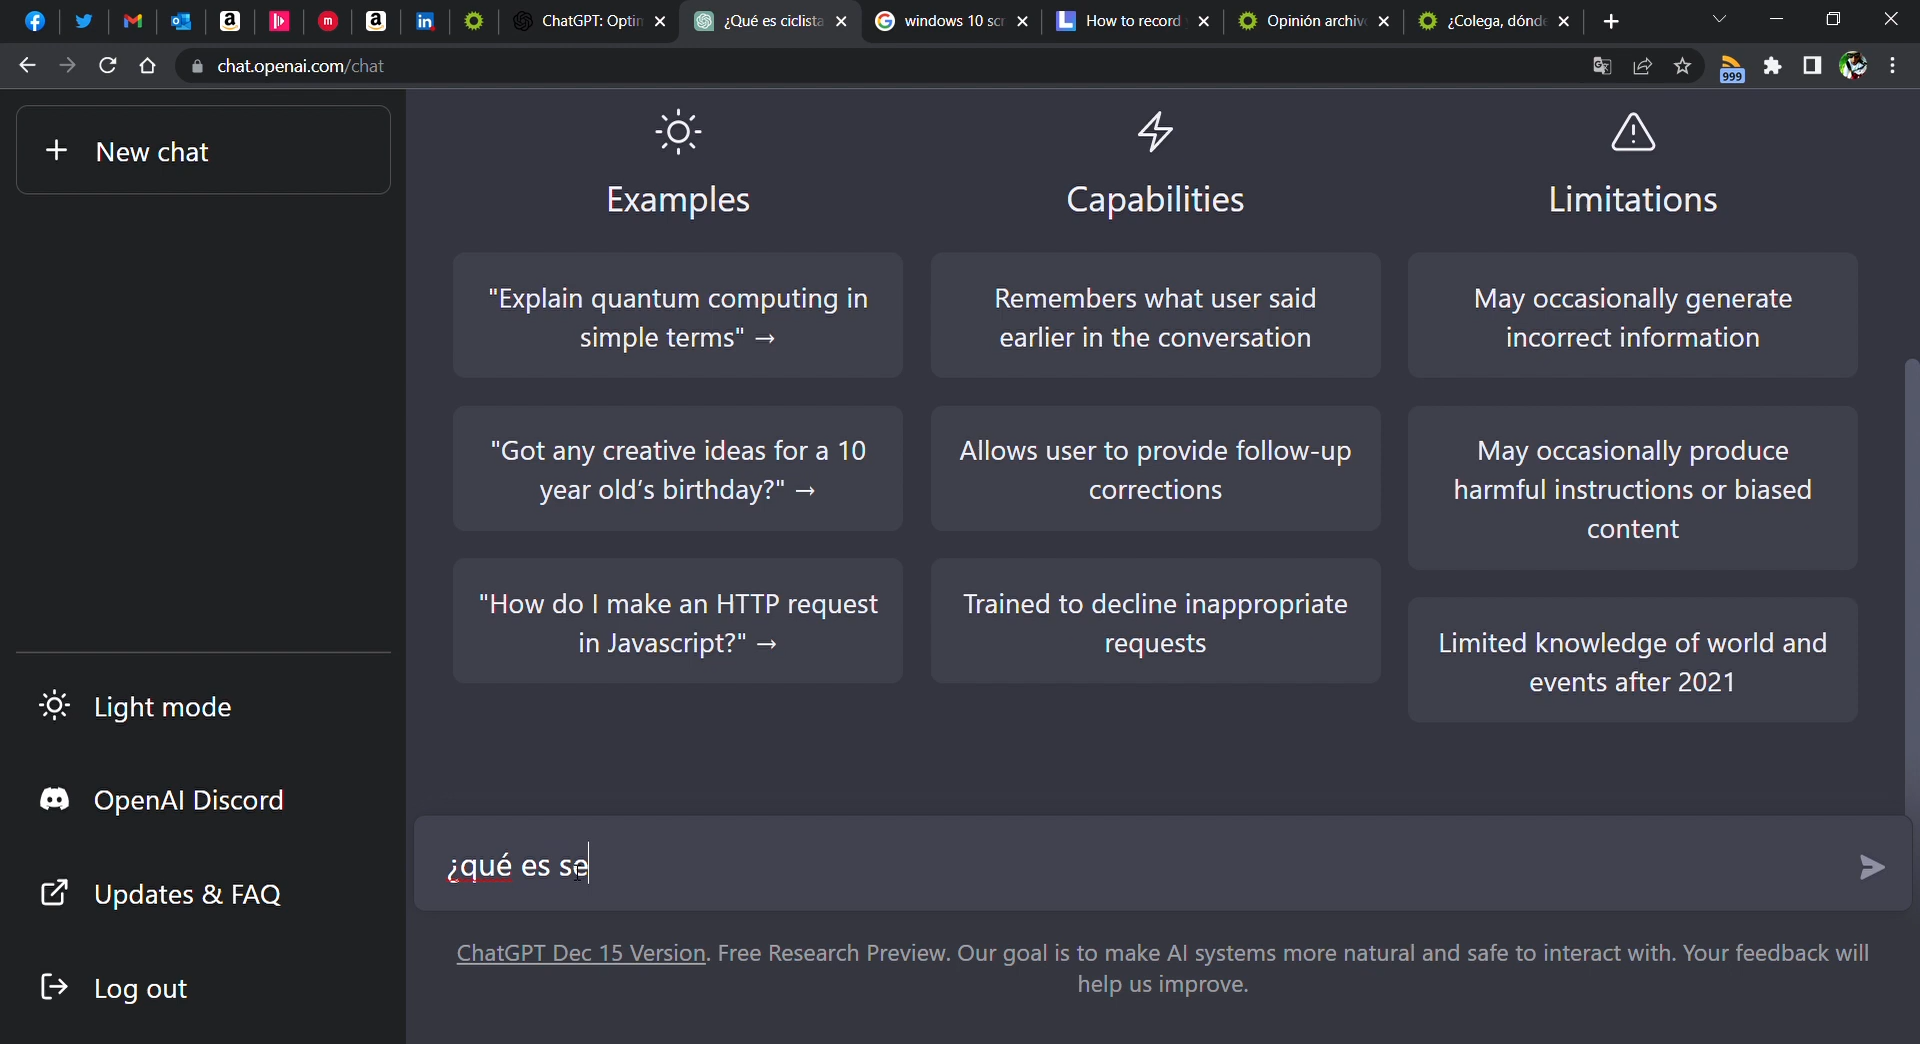 ChatGPT: Optin
¿Qué es ciclista
windows 10 scr
How to record
Opinión archiv
¿Colega, dónde
chat.openai.com/chat
999
New chat
Examples
Capabilities
Limitations
"Explain quantum computing in
simple terms" →
Remembers what user said
earlier in the conversation
May occasionally generate
incorrect information
"Got any creative ideas for a 10
year old's birthday?" →
Allows user to provide follow-up
corrections
May occasionally produce
harmful instructions or biased
content
"How do I make an HTTP request
in Javascript?" →
Trained to decline inappropriate
requests
Limited knowledge of world and
events after 2021
Light mode
OpenAI Discord
Updates & FAQ
Log out
¿qué es se
ChatGPT Dec 15 Version. Free Research Preview. Our goal is to make AI systems more natural and safe to interact with. Your feedback will
help us improve.